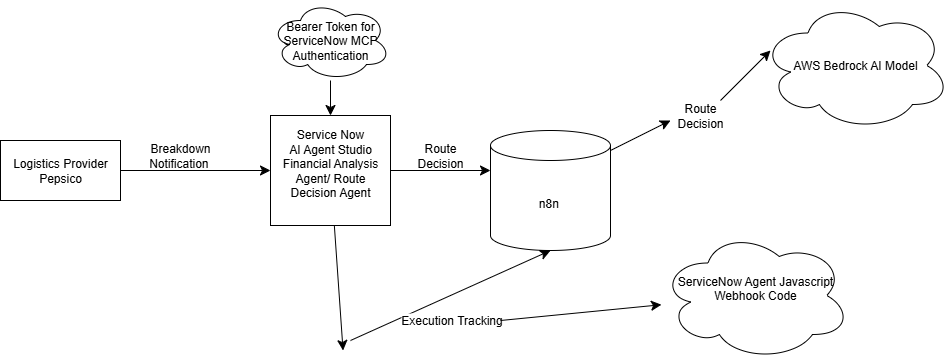 Bearer Token for
ServiceNow MCP
Authentication
AWS Bedrock AI Model
Route
Decision
Logistics Provider
Pepsico
Breakdown
Notification
Service Now
AI Agent Studio
Financial Analysis
Agent/ Route
Decision Agent
Route
Decision
n8n
ServiceNow Agent Javascript
Webhook Code
Execution Tracking